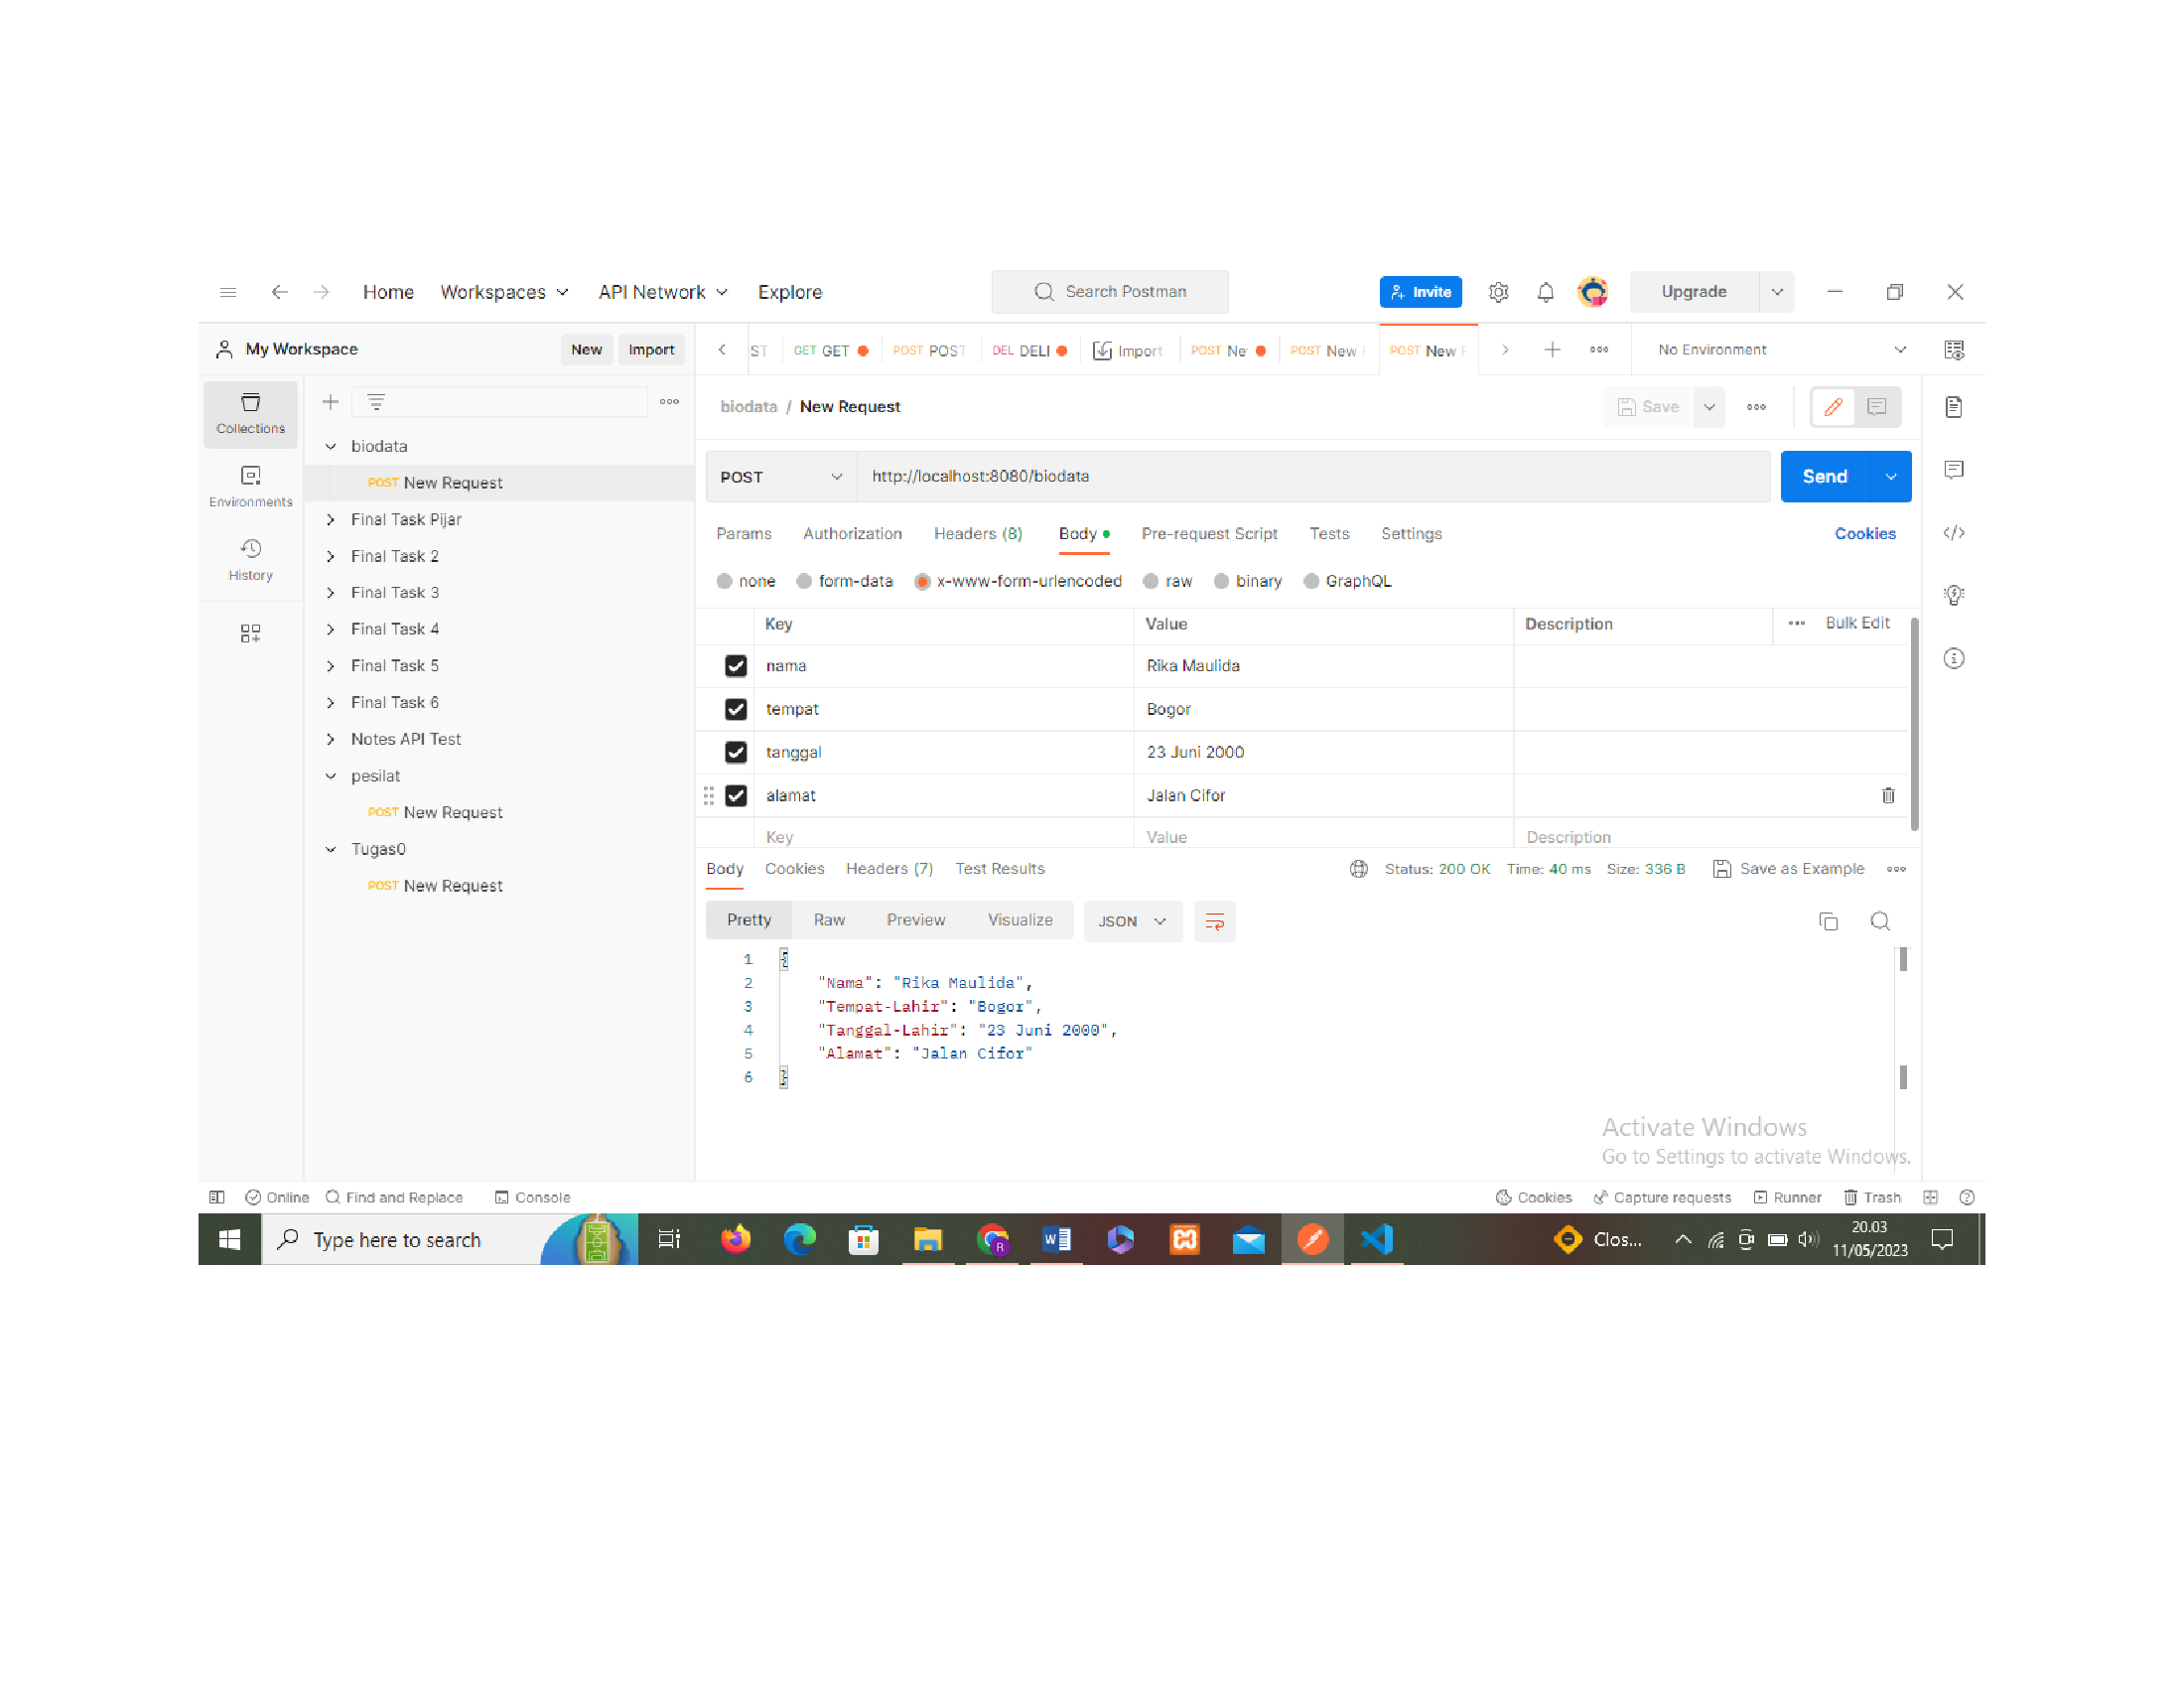 Home Workspaces API Network Explore Search Postman Invite Upgrade
My Workspace New Import ST GET GET POST POST DEL DELI Import POST Ne POST New POST New No Environment
biodata / New Request Save
Collections
biodata
POST New Request
POST http://localhost:8080/biodata Send
Environments
Final Task Pijar
Params Authorization Headers (8) Body Pre-request Script Tests Settings Cookies
Final Task 2
History
none form-data x-www-form-urlencoded raw binary GraphQL
Final Task 3
Key Value Description ••• Bulk Edit
Final Task 4
nama Rika Maulida
Final Task 5
tempat Bogor
Final Task 6
tanggal 23 Juni 2000
Notes API Test
alamat Jalan Cifor
pesilat
Key Value Description
POST New Request
Tugas0
Body Cookies Headers (7) Test Results Status: 200 OK Time: 40 ms Size: 336 B Save as Example
POST New Request
Pretty Raw Preview Visualize JSON
1 {
2 "Nama": "Rika Maulida",
3 "Tempat-Lahir": "Bogor",
4 "Tanggal-Lahir": "23 Juni 2000",
5 "Alamat": "Jalan Cifor"
6 }
Activate Windows
Go to Settings to activate Windows.
Online Find and Replace Console Cookies Capture requests Runner Trash
Type here to search Clos... 20.03
11/05/2023